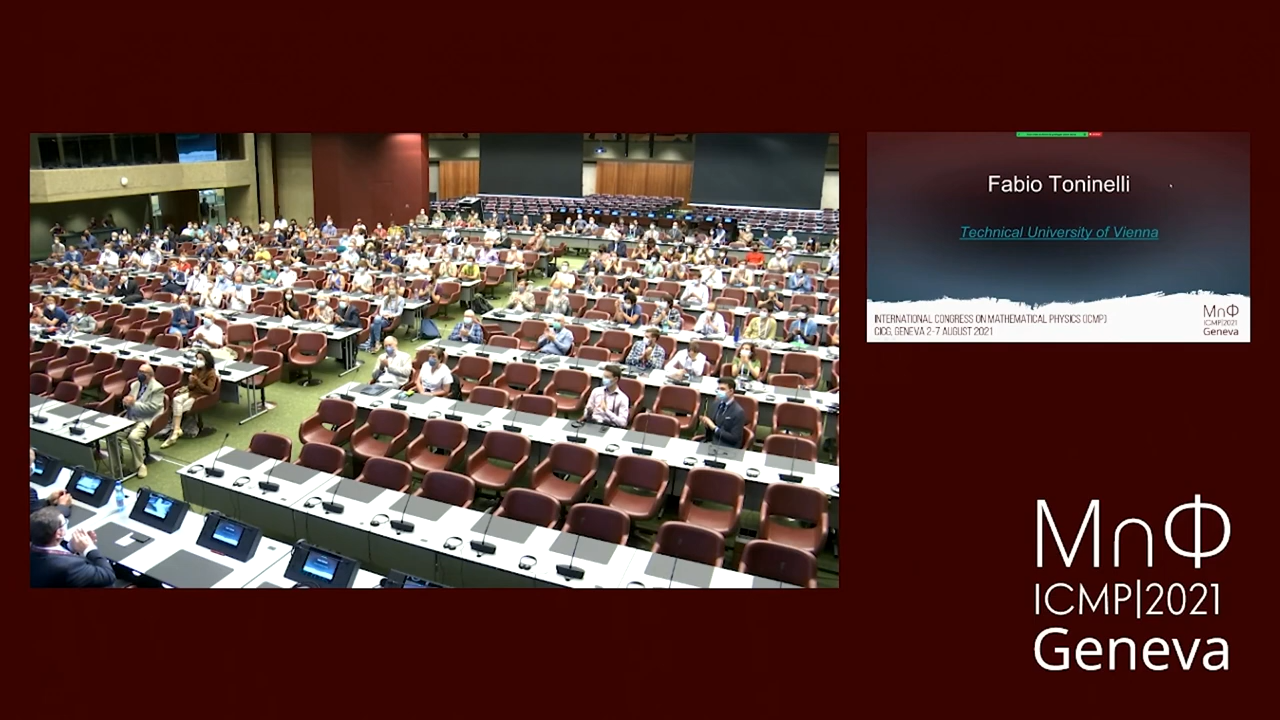 Fabio Toninelli
Technical University of Vienna
INTERNATIONAL CONGRESS ON MATHEMATICAL PHYSICS (ICMP)
CICG, GENEVA 2-7 AUGUST 2021
M∩Φ
ICMP|2021
Geneva
M∩Φ
ICMP|2021
Geneva